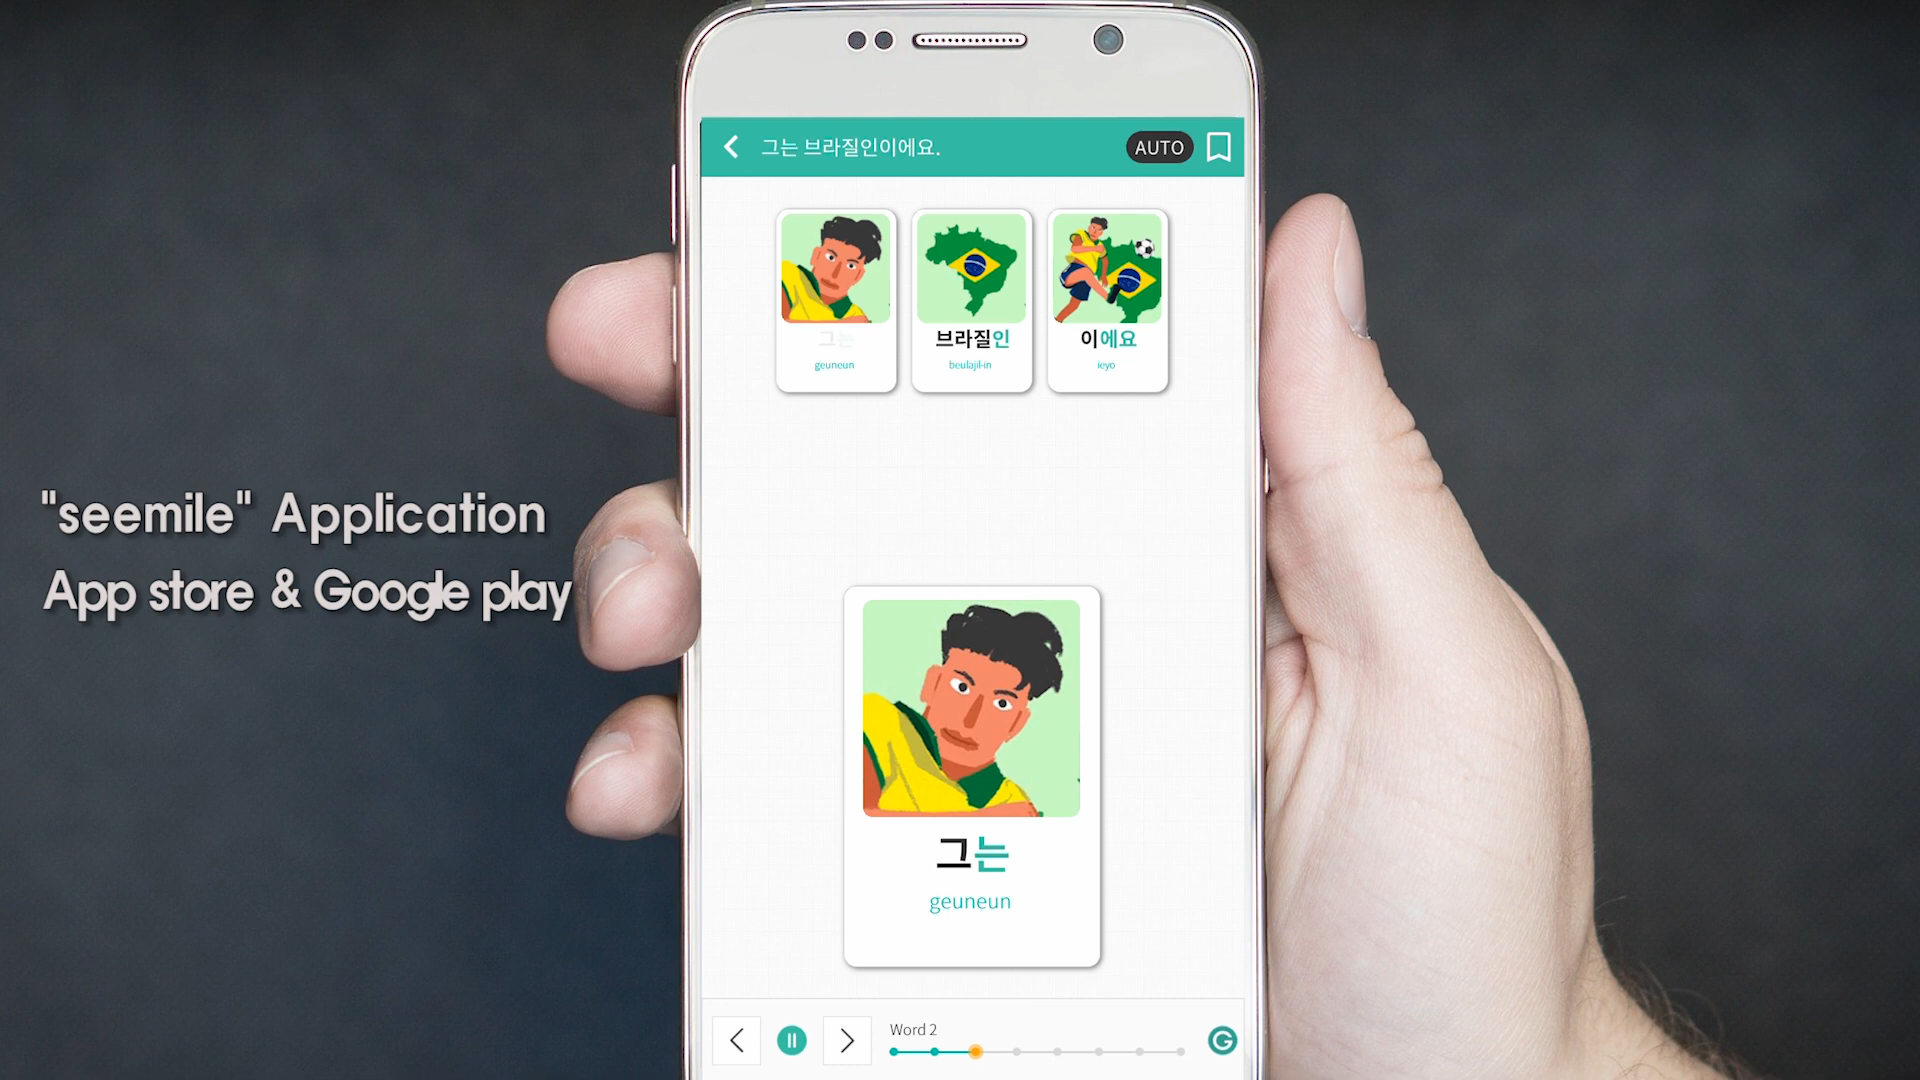 "seemile" Application
App store & Google play
그는 브라질인이에요.
AUTO
그는
geuneun
브라질인
beulajil-in
이에요
ieyo
그는
geuneun
Word 2
G